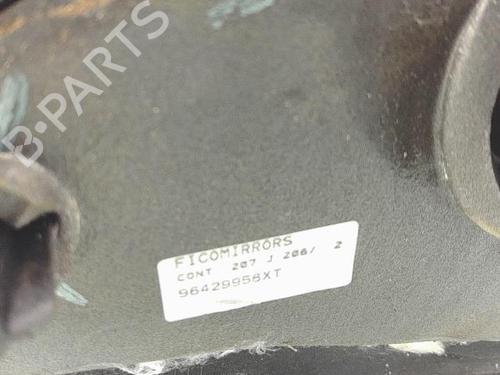 B-PARTS
FICOMIRRORS
CONT 207 J 206/ 2
96429958XT